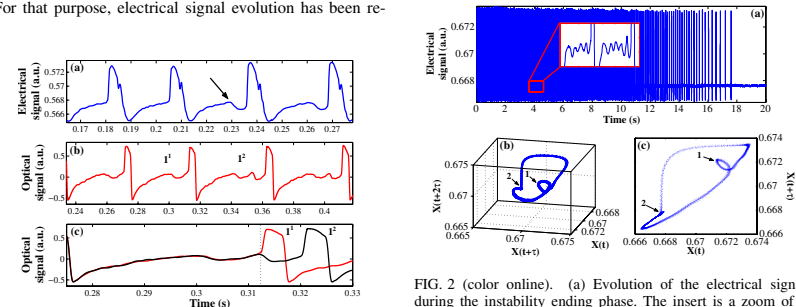 For that purpose, electrical signal evolution has been re-
Electrical
signal (a.u.)
(a)
0.572
0.57
0.568
0.566
0.17 0.18 0.19 0.2 0.21 0.22 0.23 0.24 0.25 0.26 0.27
Optical
signal (a.u.)
(b)
0.5
0
−0.5
1¹ 1²
0.24 0.26 0.28 0.3 0.32 0.34 0.36 0.38 0.4
Optical
signal (a.u.)
(c)
0.5
0
−0.5
1¹ 1²
0.28 0.29 0.3 0.31 0.32 0.33
Time (s)
Electrical
signal (a.u.)
(a)
0.672
0.67
0.668
0 2 4 6 8 10 12 14 16 18 20
Time (s)
(b)
X(t+2τ)
0.675
0.67
0.665
2 1
0.67 0.675
X(t+τ)
0.668
0.672
X(t)
(c)
1
2
0.674
0.672
0.67
0.668
0.666
X(t+τ)
0.666 0.668 0.67 0.672 0.674
X(t)
FIG. 2 (color online). (a) Evolution of the electrical sign
during the instability ending phase. The insert is a zoom of